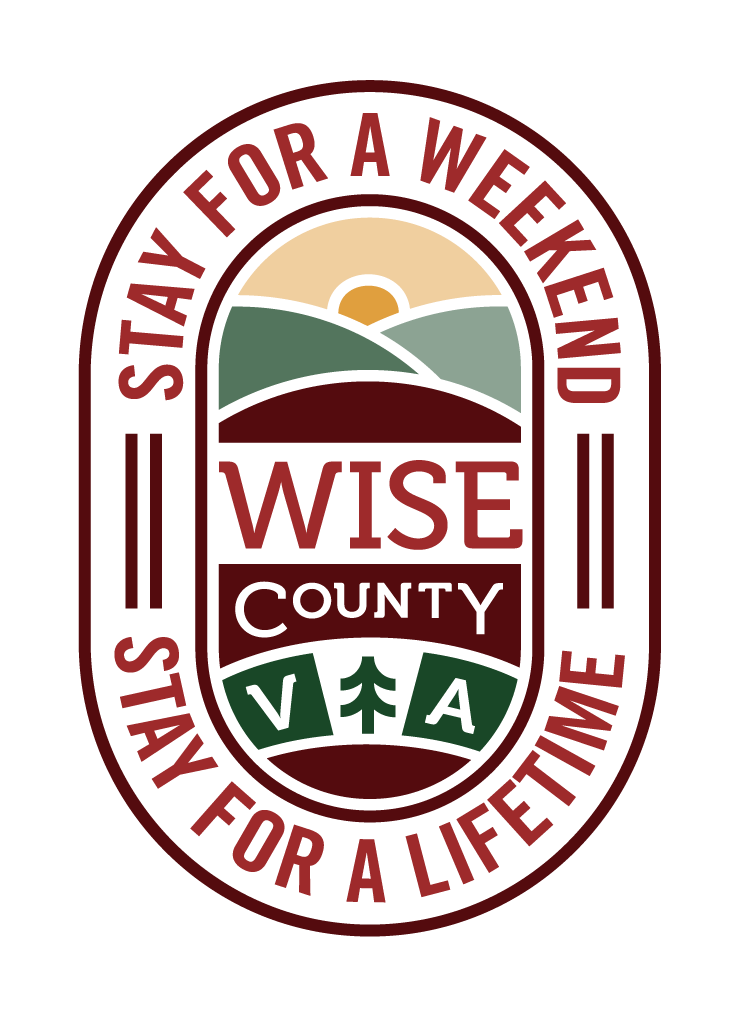 STAY FOR A WEEKEND
WISE
COUNTY
V A
STAY FOR A LIFETIME